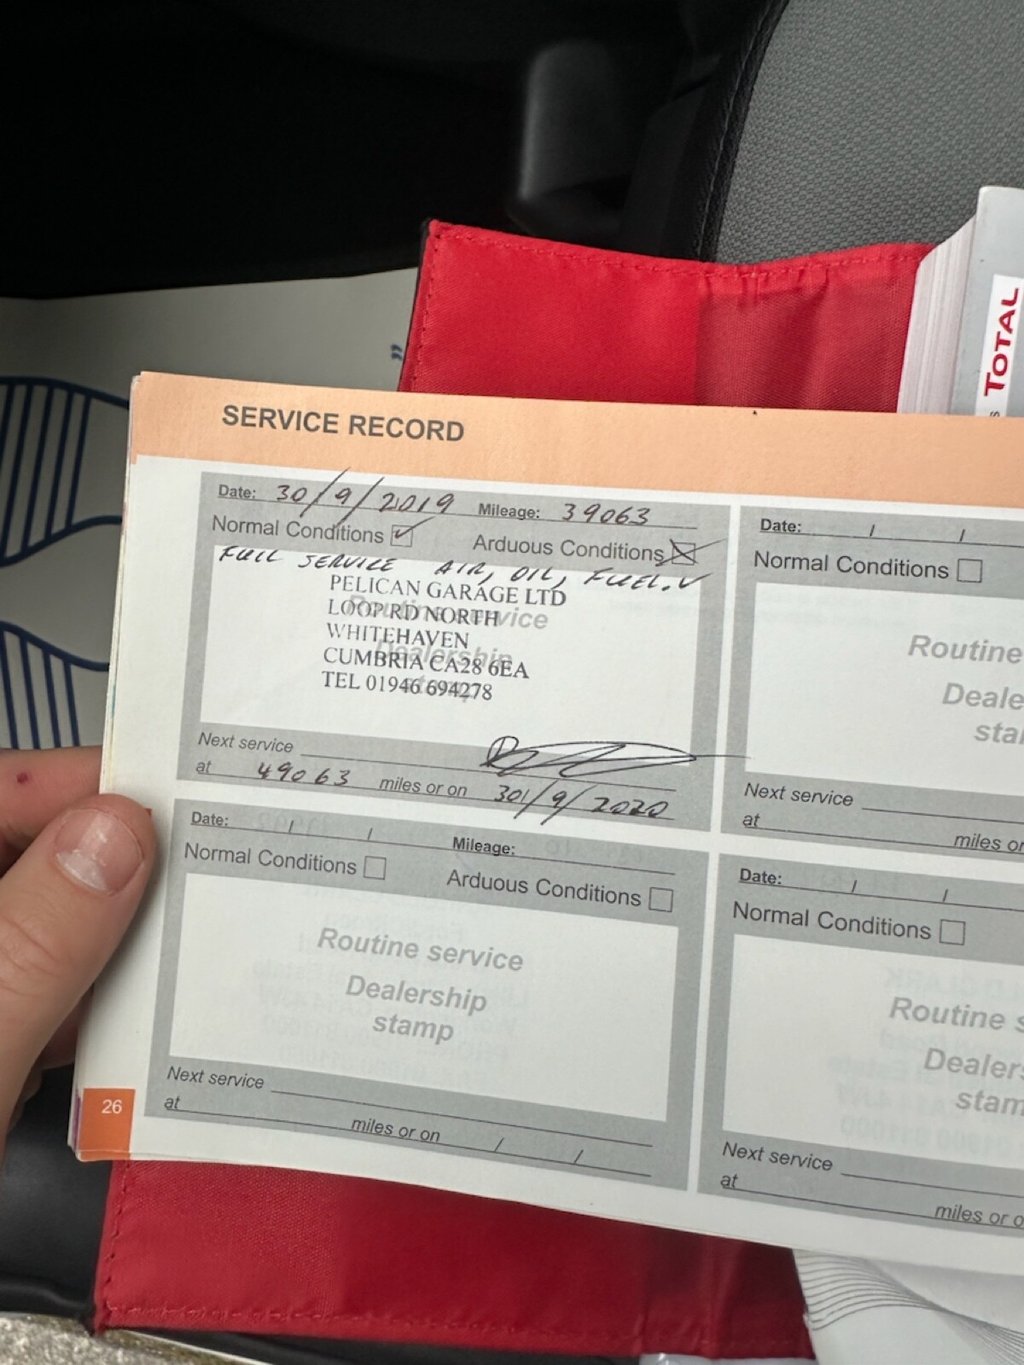 TOTAL
SERVICE RECORD
Date: 30/9/2019 Mileage: 39063
Normal Conditions Arduous Conditions
FULL SERVICE AIR, OIL, FUEL.
PELICAN GARAGE LTD
LOOP RD NORTH
WHITEHAVEN
CUMBRIA CA28 6EA
TEL 01946 694278
Routine service
Dealership
stamp
Next service
at 49063 miles or on 30/9/2020
Date: / /
Normal Conditions
Routine
Deale
sta
Next service
at miles or
Date: / / Mileage:
Normal Conditions Arduous Conditions
Routine service
Dealership
stamp
Next service
at miles or on / /
Date: / /
Normal Conditions
Routine s
Dealers
stam
Next service
at miles or o
26